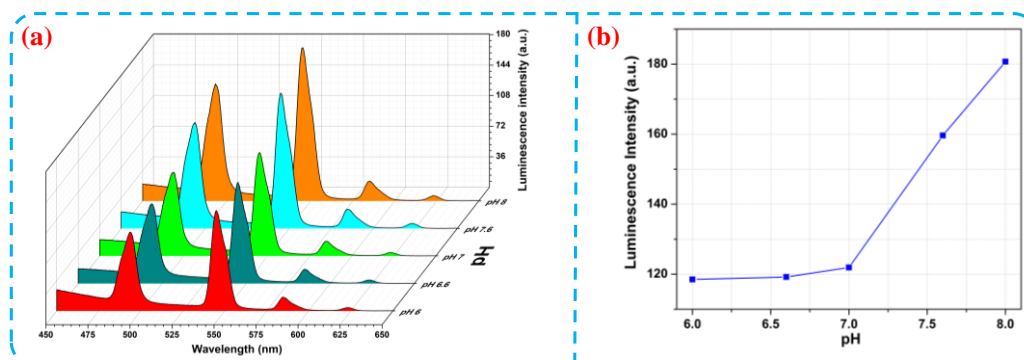 (a)
180
144
108
72
36
Luminescence intensity (a.u.)
pH 8
pH 7.6
pH 7
pH 6.6
pH 6
pH
450 475 500 525 550 575 600 625 650
Wavelength (nm)
(b)
180
160
140
120
Luminescence Intensity (a.u.)
6.0 6.5 7.0 7.5 8.0
pH